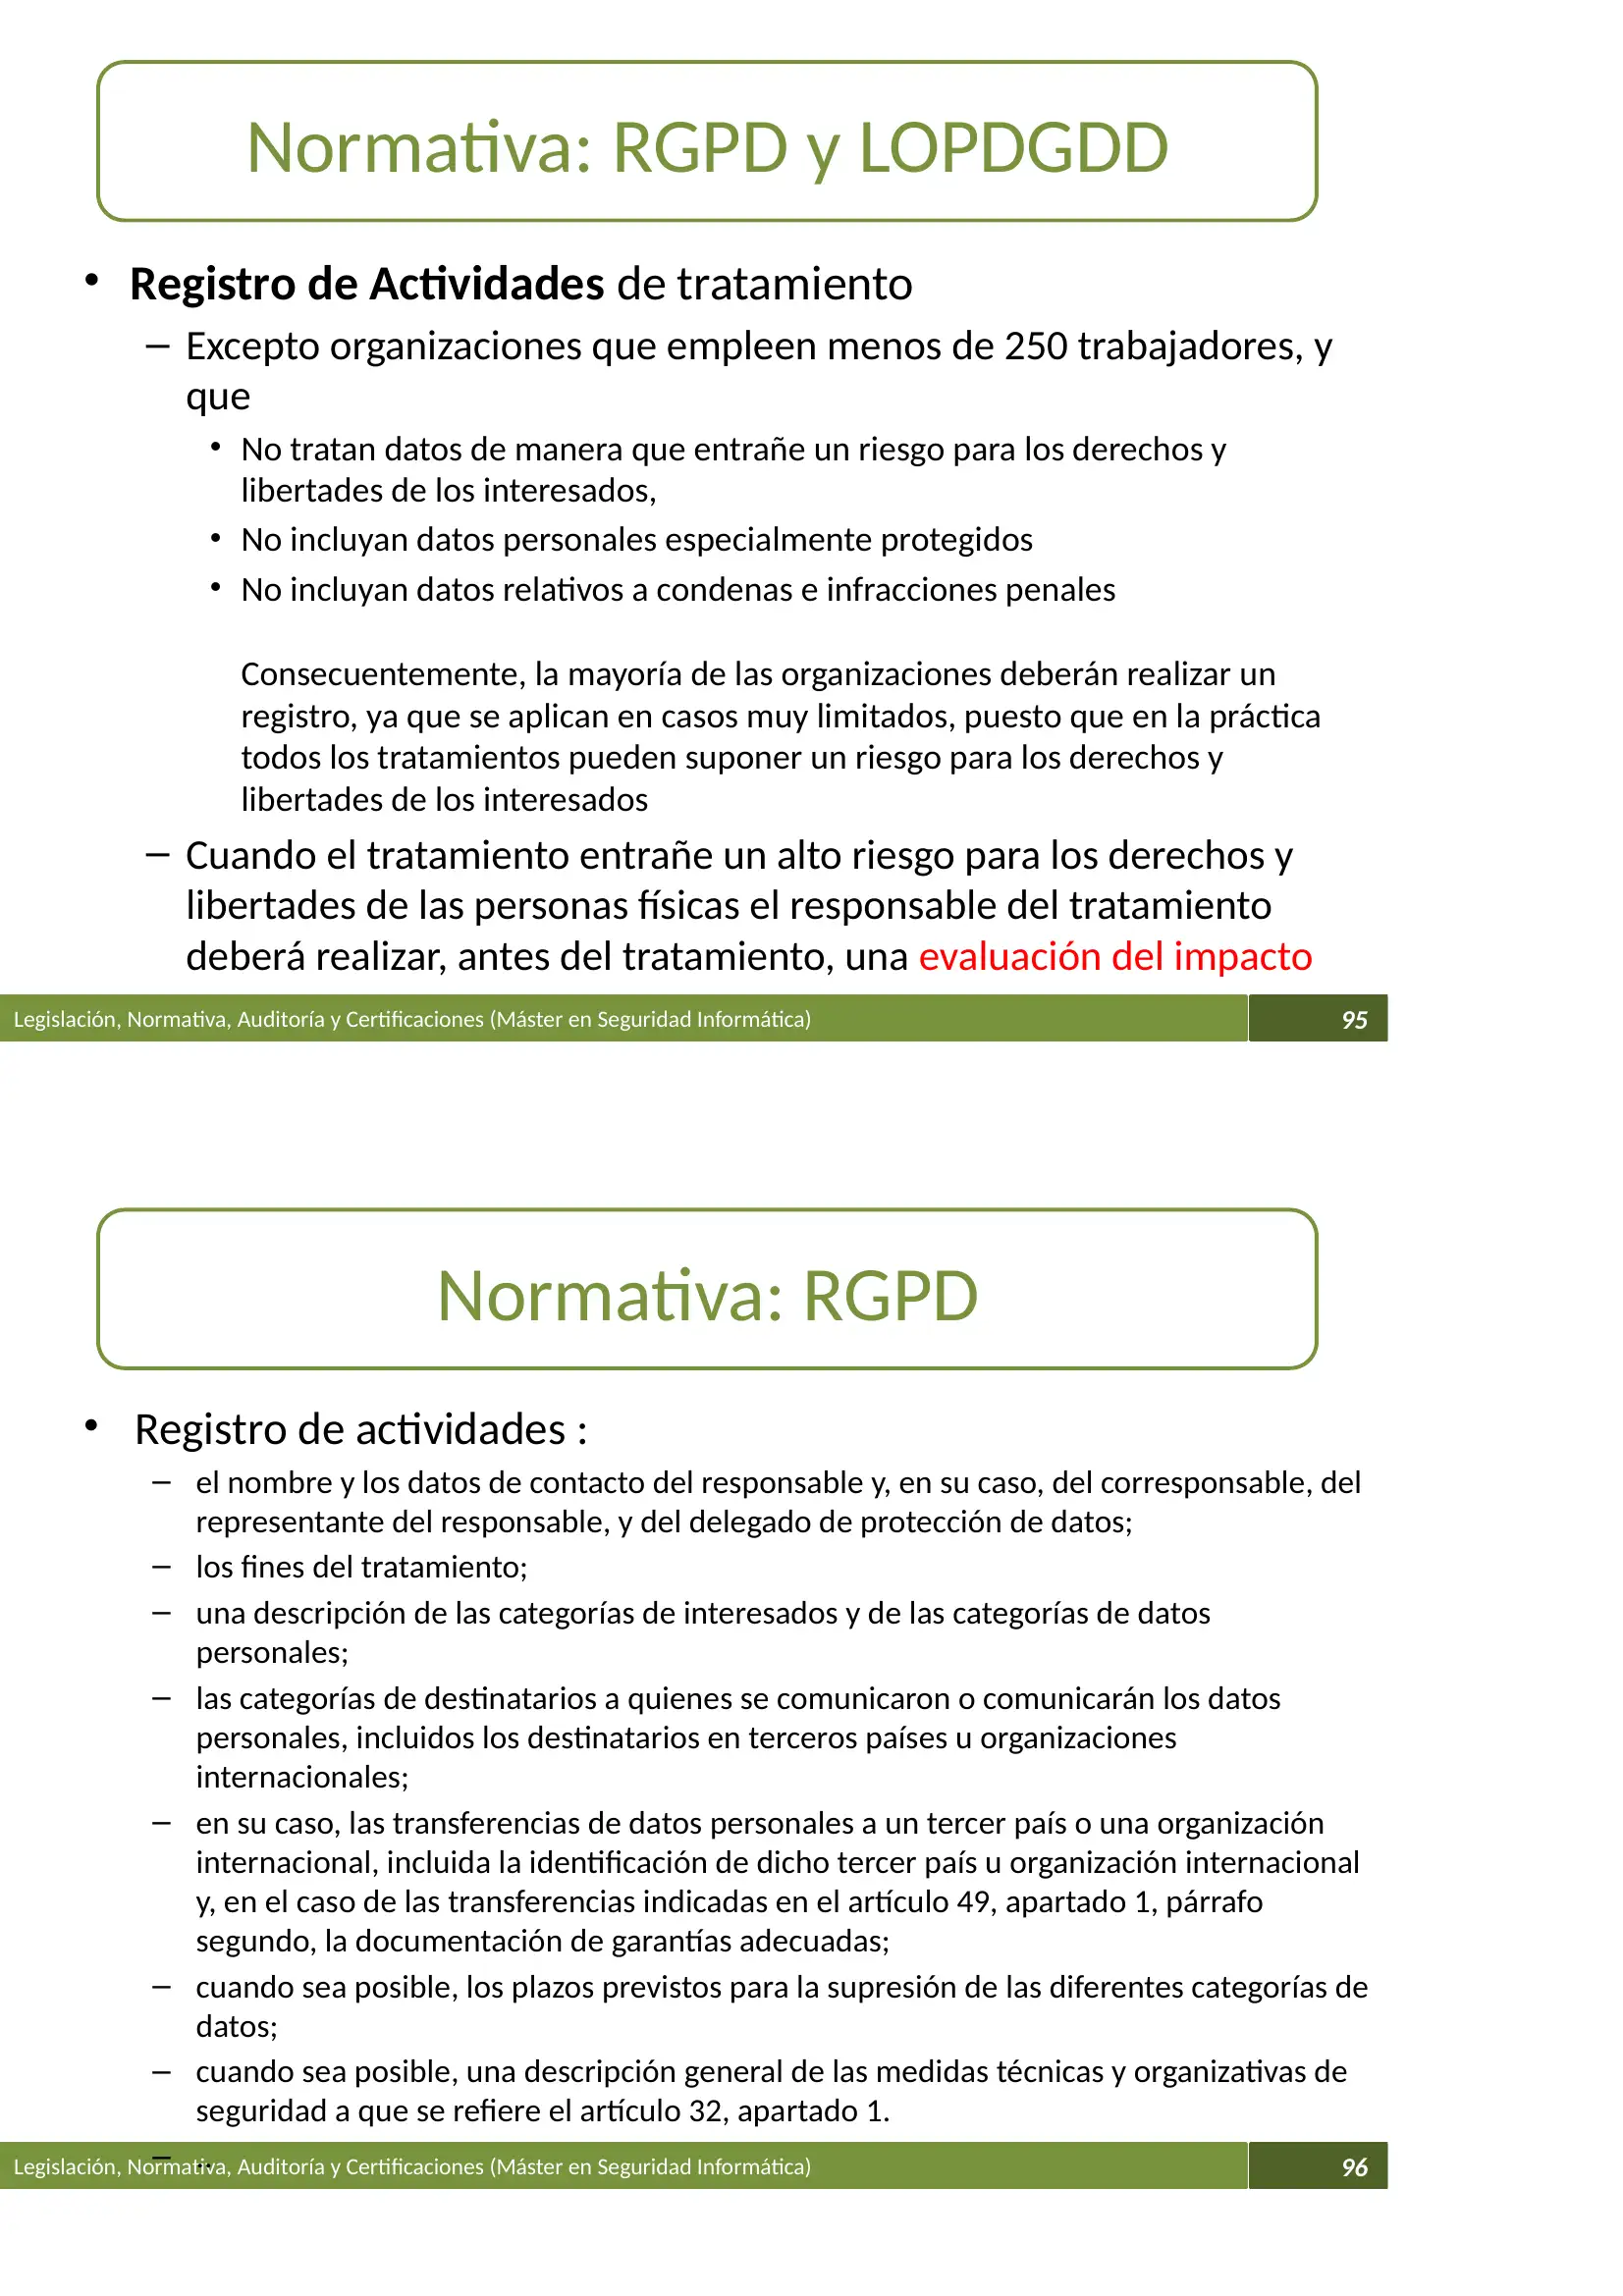 Normativa: RGPD y LOPDGDD
• Registro de Actividades de tratamiento
– Excepto organizaciones que empleen menos de 250 trabajadores, y
que
• No tratan datos de manera que entrañe un riesgo para los derechos y
libertades de los interesados,
• No incluyan datos personales especialmente protegidos
• No incluyan datos relativos a condenas e infracciones penales
Consecuentemente, la mayoría de las organizaciones deberán realizar un
registro, ya que se aplican en casos muy limitados, puesto que en la práctica
todos los tratamientos pueden suponer un riesgo para los derechos y
libertades de los interesados
– Cuando el tratamiento entrañe un alto riesgo para los derechos y
libertades de las personas físicas el responsable del tratamiento
deberá realizar, antes del tratamiento, una evaluación del impacto
Legislación, Normativa, Auditoría y Certificaciones (Máster en Seguridad Informática) 95
Normativa: RGPD
• Registro de actividades :
– el nombre y los datos de contacto del responsable y, en su caso, del corresponsable, del
representante del responsable, y del delegado de protección de datos;
– los fines del tratamiento;
– una descripción de las categorías de interesados y de las categorías de datos
personales;
– las categorías de destinatarios a quienes se comunicaron o comunicarán los datos
personales, incluidos los destinatarios en terceros países u organizaciones
internacionales;
– en su caso, las transferencias de datos personales a un tercer país o una organización
internacional, incluida la identificación de dicho tercer país u organización internacional
y, en el caso de las transferencias indicadas en el artículo 49, apartado 1, párrafo
segundo, la documentación de garantías adecuadas;
– cuando sea posible, los plazos previstos para la supresión de las diferentes categorías de
datos;
– cuando sea posible, una descripción general de las medidas técnicas y organizativas de
seguridad a que se refiere el artículo 32, apartado 1.
– ..
Legislación, Normativa, Auditoría y Certificaciones (Máster en Seguridad Informática) 96